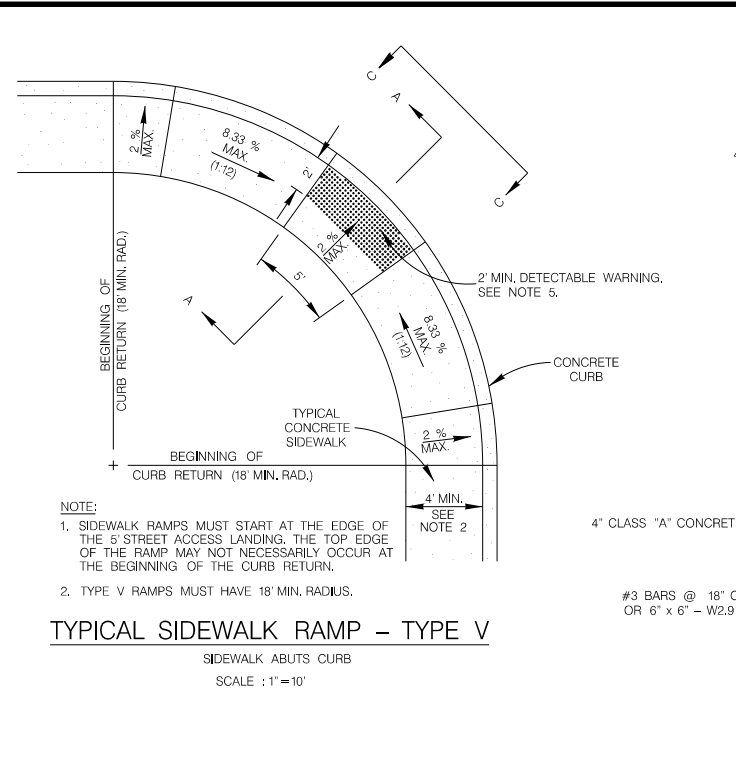 C
A
2 %
MAX.
8.33 %
MAX.
(1:12)
2'
C
2 %
MAX.
5'
A
2' MIN. DETECTABLE WARNING.
SEE NOTE 5.
8.33 %
MAX.
(1:12)
BEGINNING OF
CURB RETURN (18' MIN. RAD.)
CONCRETE
CURB
TYPICAL
CONCRETE
SIDEWALK
2 %
MAX.
BEGINNING OF
CURB RETURN (18' MIN. RAD.)
4' MIN.
SEE
NOTE 2
NOTE:
1. SIDEWALK RAMPS MUST START AT THE EDGE OF
THE 5' STREET ACCESS LANDING. THE TOP EDGE
OF THE RAMP MAY NOT NECESSARILY OCCUR AT
THE BEGINNING OF THE CURB RETURN.
2. TYPE V RAMPS MUST HAVE 18' MIN. RADIUS.
4" CLASS "A" CONCRET
#3 BARS @ 18" 
OR 6" x 6" – W2.9
TYPICAL SIDEWALK RAMP – TYPE V
SIDEWALK ABUTS CURB
SCALE : 1"=10'